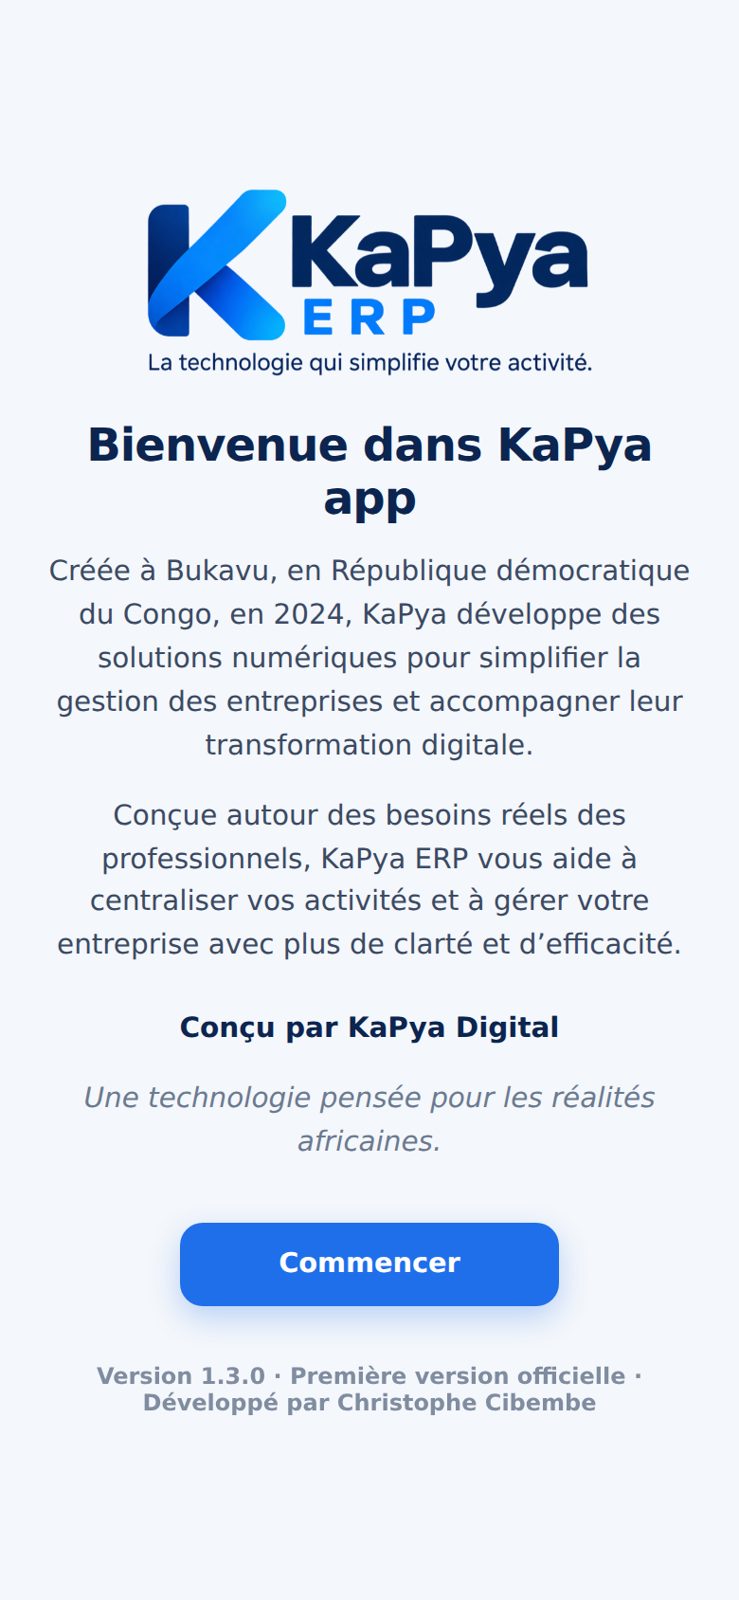 KaPya
ERP
La technologie qui simplifie votre activité.
Bienvenue dans KaPya
app
Créée à Bukavu, en République démocratique
du Congo, en 2024, KaPya développe des
solutions numériques pour simplifier la
gestion des entreprises et accompagner leur
transformation digitale.
Conçue autour des besoins réels des
professionnels, KaPya ERP vous aide à
centraliser vos activités et à gérer votre
entreprise avec plus de clarté et d’efficacité.
Conçu par KaPya Digital
Une technologie pensée pour les réalités
africaines.
Commencer
Version 1.3.0 · Première version officielle ·
Développé par Christophe Cibembe